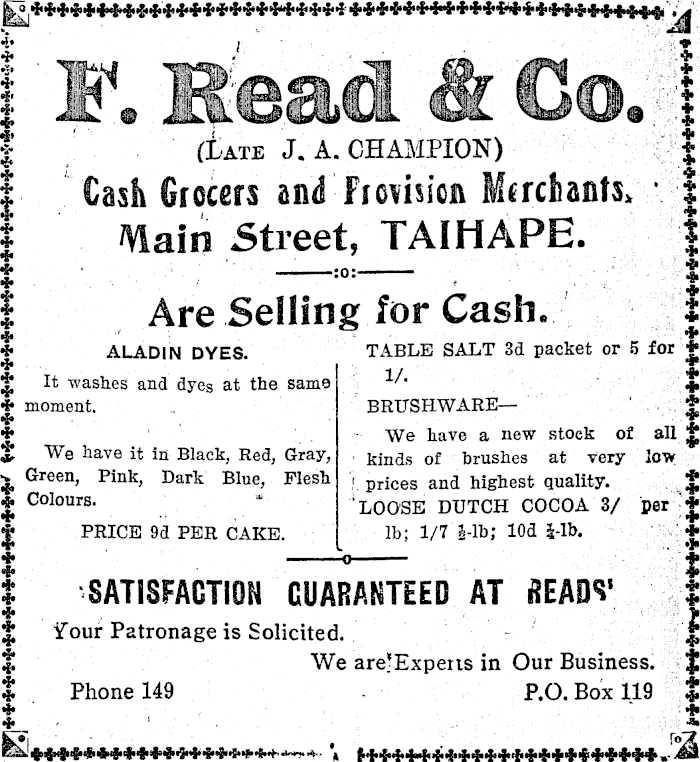 F. Read & Co.
(LATE J. A. CHAMPION)
Cash Grocers and Provision Merchants.
Main Street, TAIHAPE.
:o:
Are Selling for Cash.
ALADIN DYES.
It washes and dyes at the same
moment.
We have it in Black, Red, Gray,
Green, Pink, Dark Blue, Flesh
Colours.
PRICE 9d PER CAKE.
TABLE SALT 3d packet or 5 for
1/.
BRUSHWARE—
We have a new stock of all
kinds of brushes at very low
prices and highest quality.
LOOSE DUTCH COCOA 3/ per
lb; 1/7 ½-lb; 10d ¼-lb.
SATISFACTION GUARANTEED AT READS'
Your Patronage is Solicited.
We are Experts in Our Business.
Phone 149
P.O. Box 119